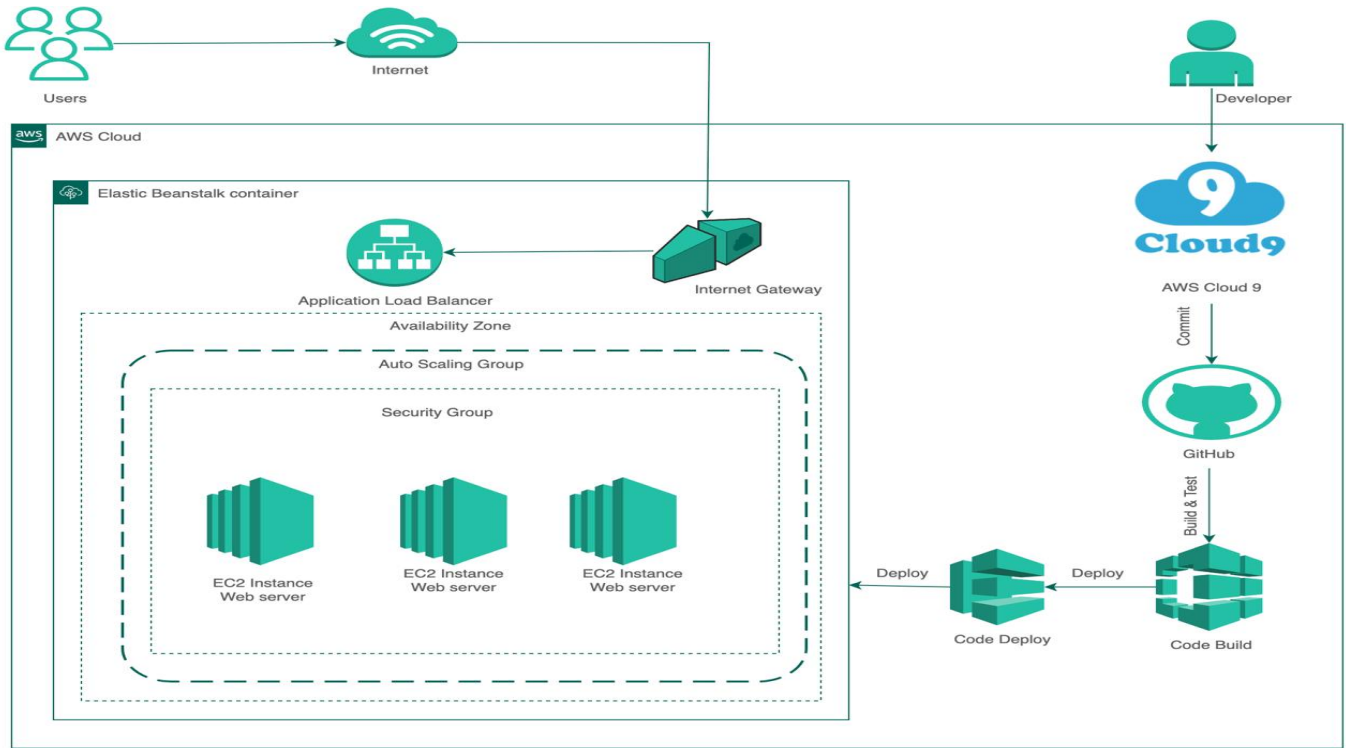 Users
Internet
Developer
aws
AWS Cloud
Elastic Beanstalk container
9
Cloud9
AWS Cloud 9
Application Load Balancer
Internet Gateway
Availability Zone
Auto Scaling Group
Security Group
Commit
GitHub
Build & Test
EC2 Instance
Web server
EC2 Instance
Web server
EC2 Instance
Web server
Deploy
Deploy
Code Deploy
Code Build